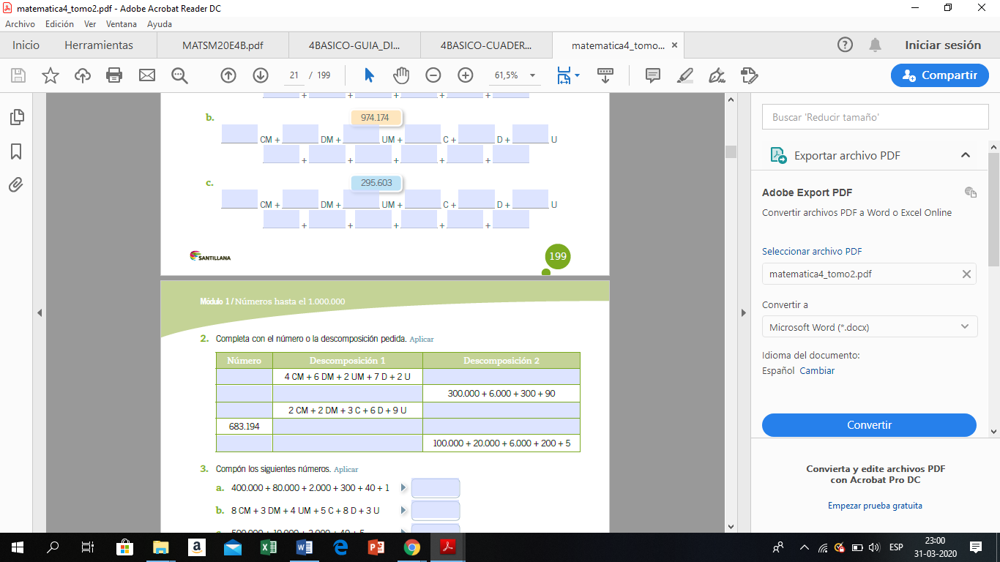 matematica4_tomo2.pdf - Adobe Acrobat Reader DC
Archivo Edición Ver Ventana Ayuda
Inicio Herramientas MATSM20E4B.pdf 4BASICO-GUIA_DI... 4BASICO-CUADER... matematica4_tomo... × Iniciar sesión
21 / 199 61,5% Compartir
+ + + + +
b. 974.174
CM + DM + UM + C + D + U
+ + + + +
c. 295.603
CM + DM + UM + C + D + U
+ + + + +
SANTILLANA 199
Módulo 1 / Números hasta el 1.000.000
2. Completa con el número o la descomposición pedida. Aplicar
Número Descomposición 1 Descomposición 2
4 CM + 6 DM + 2 UM + 7 D + 2 U
300.000 + 6.000 + 300 + 90
2 CM + 2 DM + 3 C + 6 D + 9 U
683.194
100.000 + 20.000 + 6.000 + 200 + 5
3. Compón los siguientes números. Aplicar
a. 400.000 + 80.000 + 2.000 + 300 + 40 + 1
b. 8 CM + 3 DM + 4 UM + 5 C + 8 D + 3 U
Buscar 'Reducir tamaño'
Exportar archivo PDF
Adobe Export PDF
Convertir archivos PDF a Word o Excel Online
Seleccionar archivo PDF
matematica4_tomo2.pdf
Convertir a
Microsoft Word (*.docx)
Idioma del documento:
Español Cambiar
Convertir
Convierta y edite archivos PDF
con Acrobat Pro DC
Empezar prueba gratuita
ESP
23:00
31-03-2020